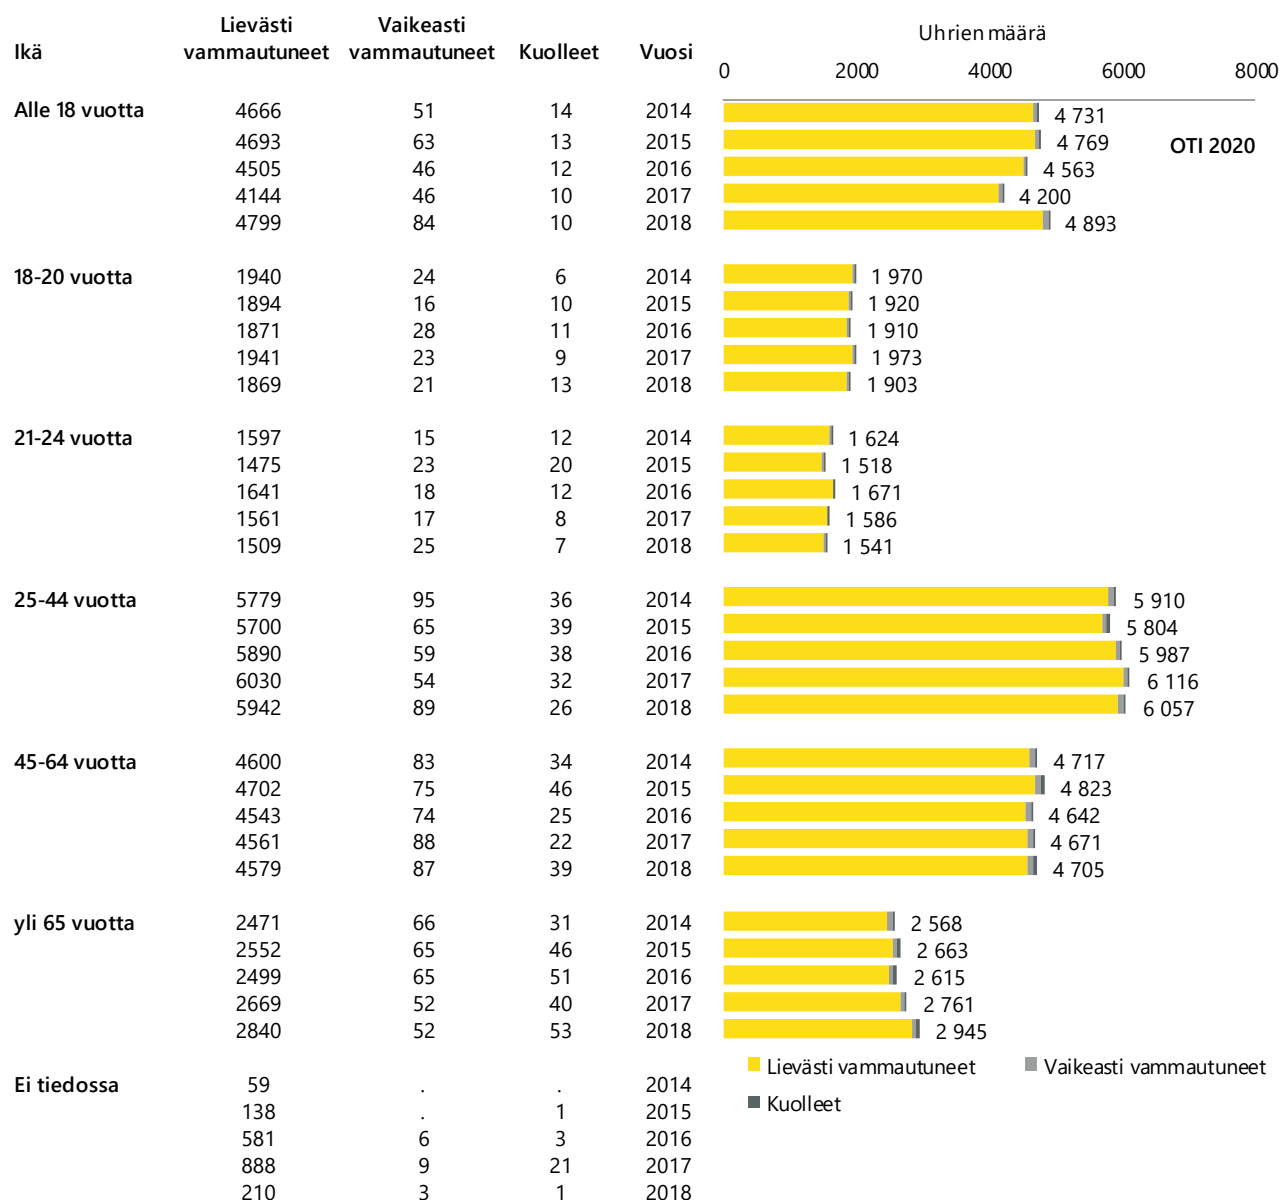 Uhrien määrä
Ikä Lievästi vammautuneet Vaikeasti vammautuneet Kuolleet Vuosi
0 2000 4000 6000 8000
Alle 18 vuotta 4666 51 14 2014 4 731
4693 63 13 2015 4 769 OTI 2020
4505 46 12 2016 4 563
4144 46 10 2017 4 200
4799 84 10 2018 4 893
18-20 vuotta 1940 24 6 2014 1 970
1894 16 10 2015 1 920
1871 28 11 2016 1 910
1941 23 9 2017 1 973
1869 21 13 2018 1 903
21-24 vuotta 1597 15 12 2014 1 624
1475 23 20 2015 1 518
1641 18 12 2016 1 671
1561 17 8 2017 1 586
1509 25 7 2018 1 541
25-44 vuotta 5779 95 36 2014 5 910
5700 65 39 2015 5 804
5890 59 38 2016 5 987
6030 54 32 2017 6 116
5942 89 26 2018 6 057
45-64 vuotta 4600 83 34 2014 4 717
4702 75 46 2015 4 823
4543 74 25 2016 4 642
4561 88 22 2017 4 671
4579 87 39 2018 4 705
yli 65 vuotta 2471 66 31 2014 2 568
2552 65 46 2015 2 663
2499 65 51 2016 2 615
2669 52 40 2017 2 761
2840 52 53 2018 2 945
Lievästi vammautuneet Vaikeasti vammautuneet
Kuolleet
Ei tiedossa 59 . . 2014
138 . 1 2015
581 6 3 2016
888 9 21 2017
210 3 1 2018